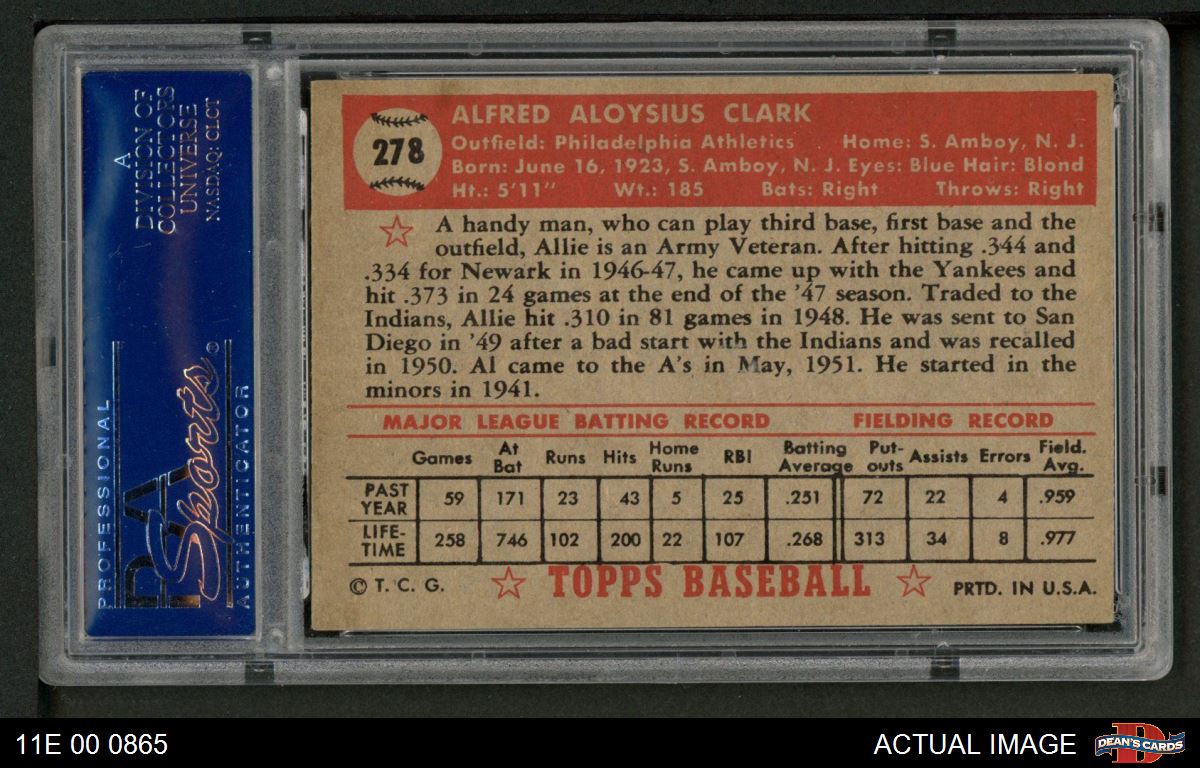 A
DIVISION OF
COLLECTORS
UNIVERSE
NASDAQ: CLCT
PROFESSIONAL
PSA
Sports®
AUTHENTICATOR
278
ALFRED ALOYSIUS CLARK
Outfield: Philadelphia Athletics Home: S. Amboy, N. J.
Born: June 16, 1923, S. Amboy, N. J. Eyes: Blue Hair: Blond
Ht.: 5'11" Wt.: 185 Bats: Right Throws: Right
A handy man, who can play third base, first base and the
outfield, Allie is an Army Veteran. After hitting .344 and
.334 for Newark in 1946-47, he came up with the Yankees and
hit .373 in 24 games at the end of the '47 season. Traded to the
Indians, Allie hit .310 in 81 games in 1948. He was sent to San
Diego in '49 after a bad start with the Indians and was recalled
in 1950. Al came to the A's in May, 1951. He started in the
minors in 1941.
MAJOR LEAGUE BATTING RECORD FIELDING RECORD
Games At Bat Runs Hits Home Runs RBI Batting Average Put-outs Assists Errors Field. Avg.
PAST YEAR 59 171 23 43 5 25 .251 72 22 4 .959
LIFE-TIME 258 746 102 200 22 107 .268 313 34 8 .977
© T. C. G. TOPPS BASEBALL PRTD. IN U.S.A.
11E 00 0865
ACTUAL IMAGE
DEAN'S CARDS